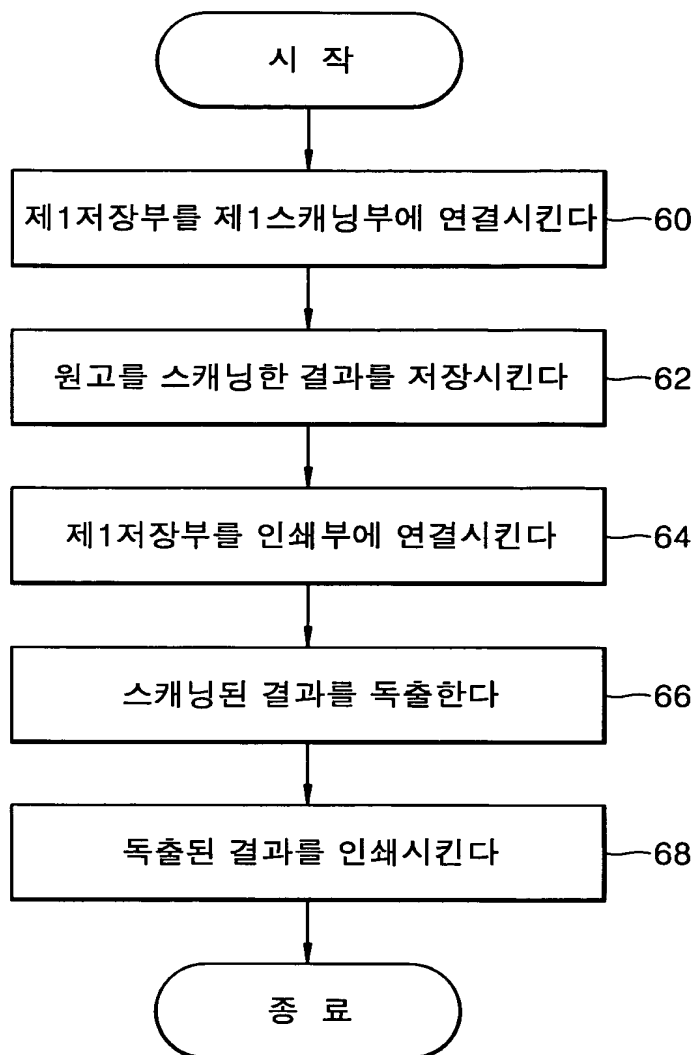 시 작
제1저장부를 제1스캐닝부에 연결시킨다 60
원고를 스캐닝한 결과를 저장시킨다 62
제1저장부를 인쇄부에 연결시킨다 64
스캐닝된 결과를 독출한다 66
독출된 결과를 인쇄시킨다 68
종 료